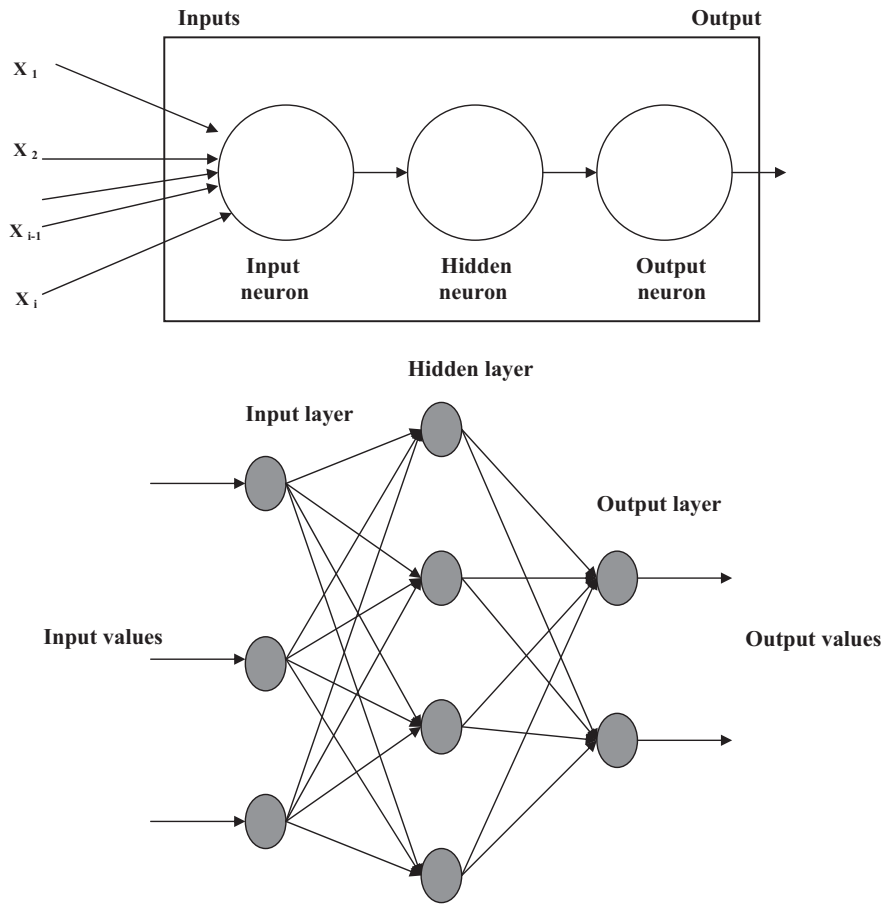 Inputs Output
X 1
X 2
X i-1
X i
Input neuron
Hidden neuron
Output neuron
Hidden layer
Input layer
Output layer
Input values
Output values